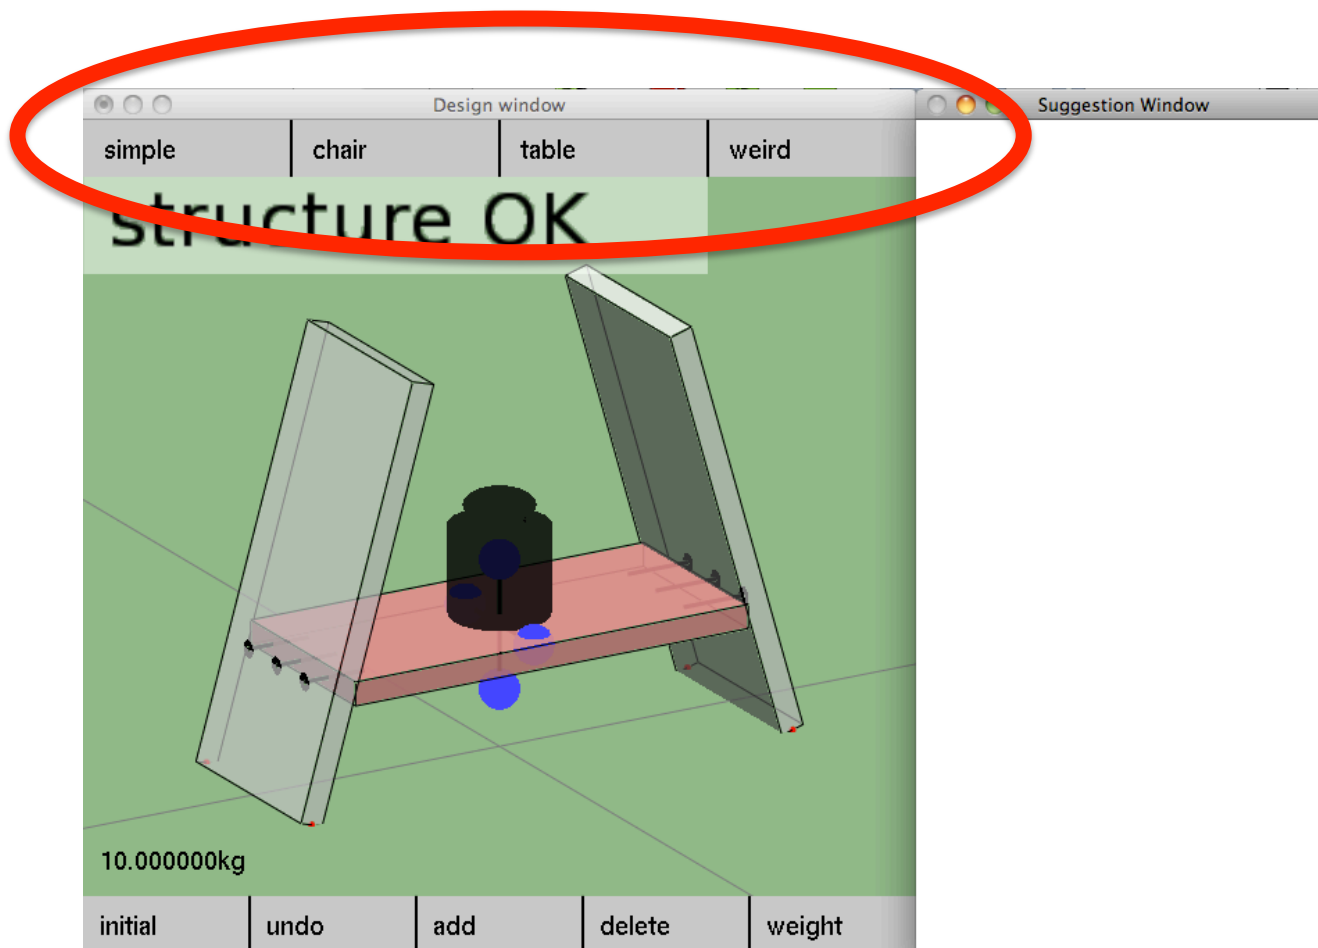 Design window
Suggestion Window
simple chair table weird
structure OK
10.000000kg
initial undo add delete weight